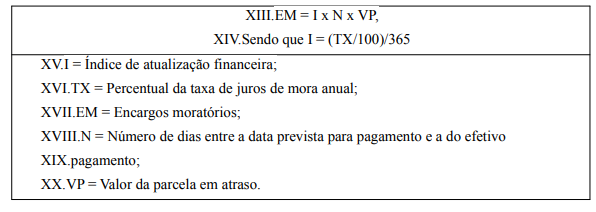 XIII.EM = I x N x VP,
XIV.Sendo que I = (TX/100)/365
XV.I = Índice de atualização financeira;
XVI.TX = Percentual da taxa de juros de mora anual;
XVII.EM = Encargos moratórios;
XVIII.N = Número de dias entre a data prevista para pagamento e a do efetivo
XIX.pagamento;
XX.VP = Valor da parcela em atraso.